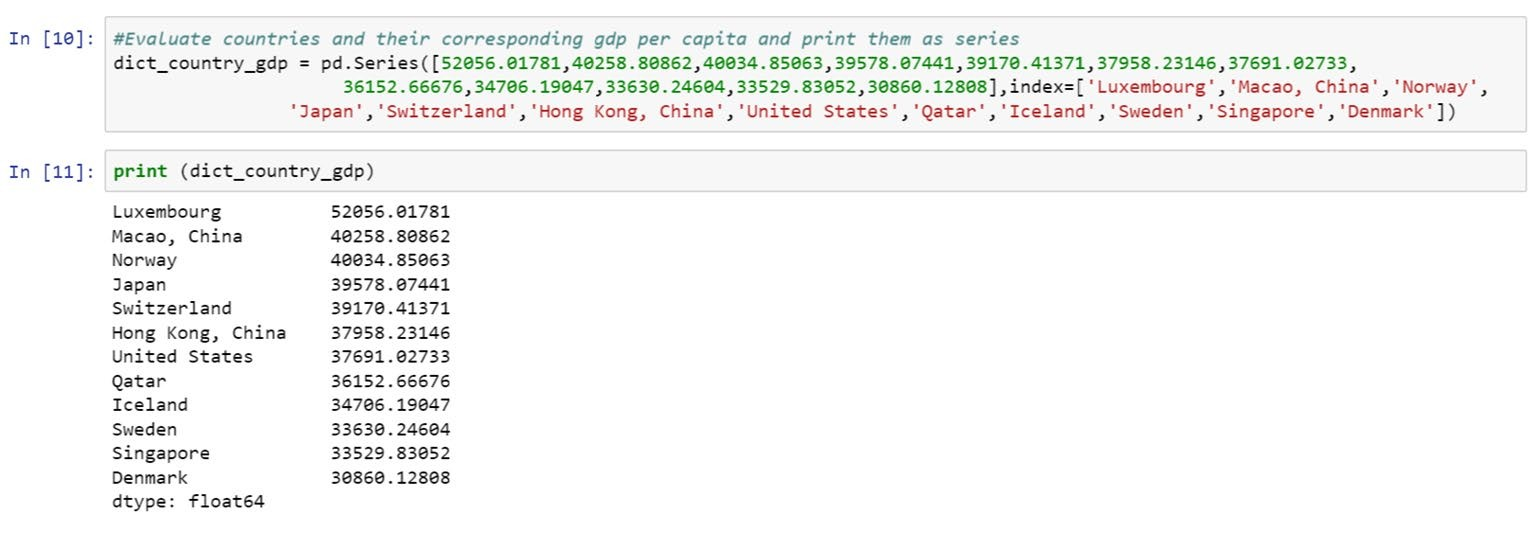 In [10]: #Evaluate countries and their corresponding gdp per capita and print them as series
dict_country_gdp = pd.Series([52056.01781,40258.80862,40034.85063,39578.07441,39170.41371,37958.23146,37691.02733,
36152.66676,34706.19047,33630.24604,33529.83052,30860.12808],index=['Luxembourg','Macao, China','Norway',
'Japan','Switzerland','Hong Kong, China','United States','Qatar','Iceland','Sweden','Singapore','Denmark'])
In [11]: print (dict_country_gdp)
Luxembourg 52056.01781
Macao, China 40258.80862
Norway 40034.85063
Japan 39578.07441
Switzerland 39170.41371
Hong Kong, China 37958.23146
United States 37691.02733
Qatar 36152.66676
Iceland 34706.19047
Sweden 33630.24604
Singapore 33529.83052
Denmark 30860.12808
dtype: float64